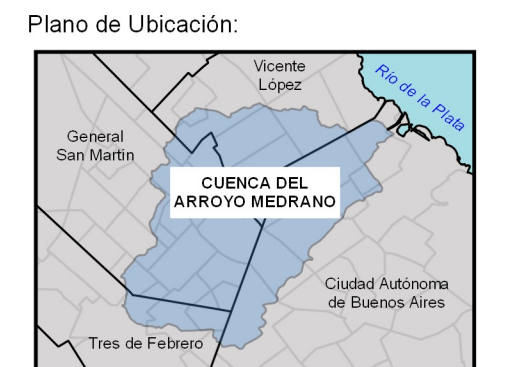 Plano de Ubicación:
Vicente
López
Río de la Plata
General
San Martín
CUENCA DEL
ARROYO MEDRANO
Ciudad Autónoma
de Buenos Aires
Tres de Febrero